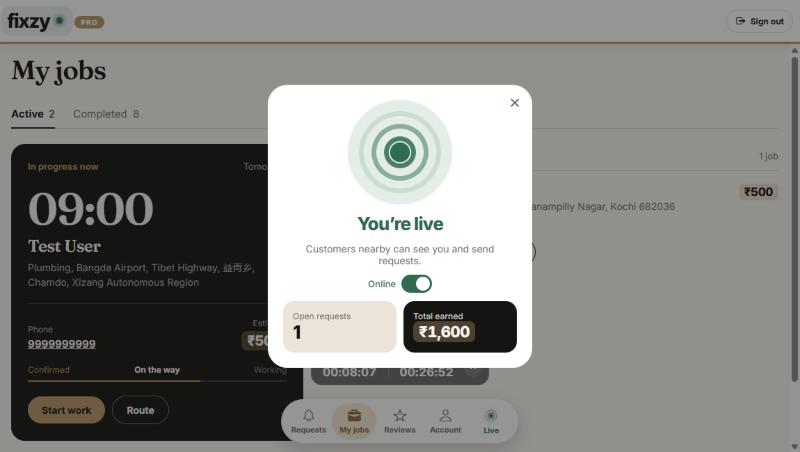 fixzy PRO
Sign out
My jobs
Active 2 Completed 8
In progress now
1 job
09:00
Test User
Plumbing, Bangda Airport, Tibet Highway, 益青乡,
Chamdo, Xizang Autonomous Region
Phone
9999999999
Confirmed On the way Working
Start work Route
₹500
anampilly Nagar, Kochi 682036
00:08:07 00:26:52
You're live
Customers nearby can see you and send
requests.
Online
Open requests
1
Total earned
₹1,600
Requests My jobs Reviews Account Live